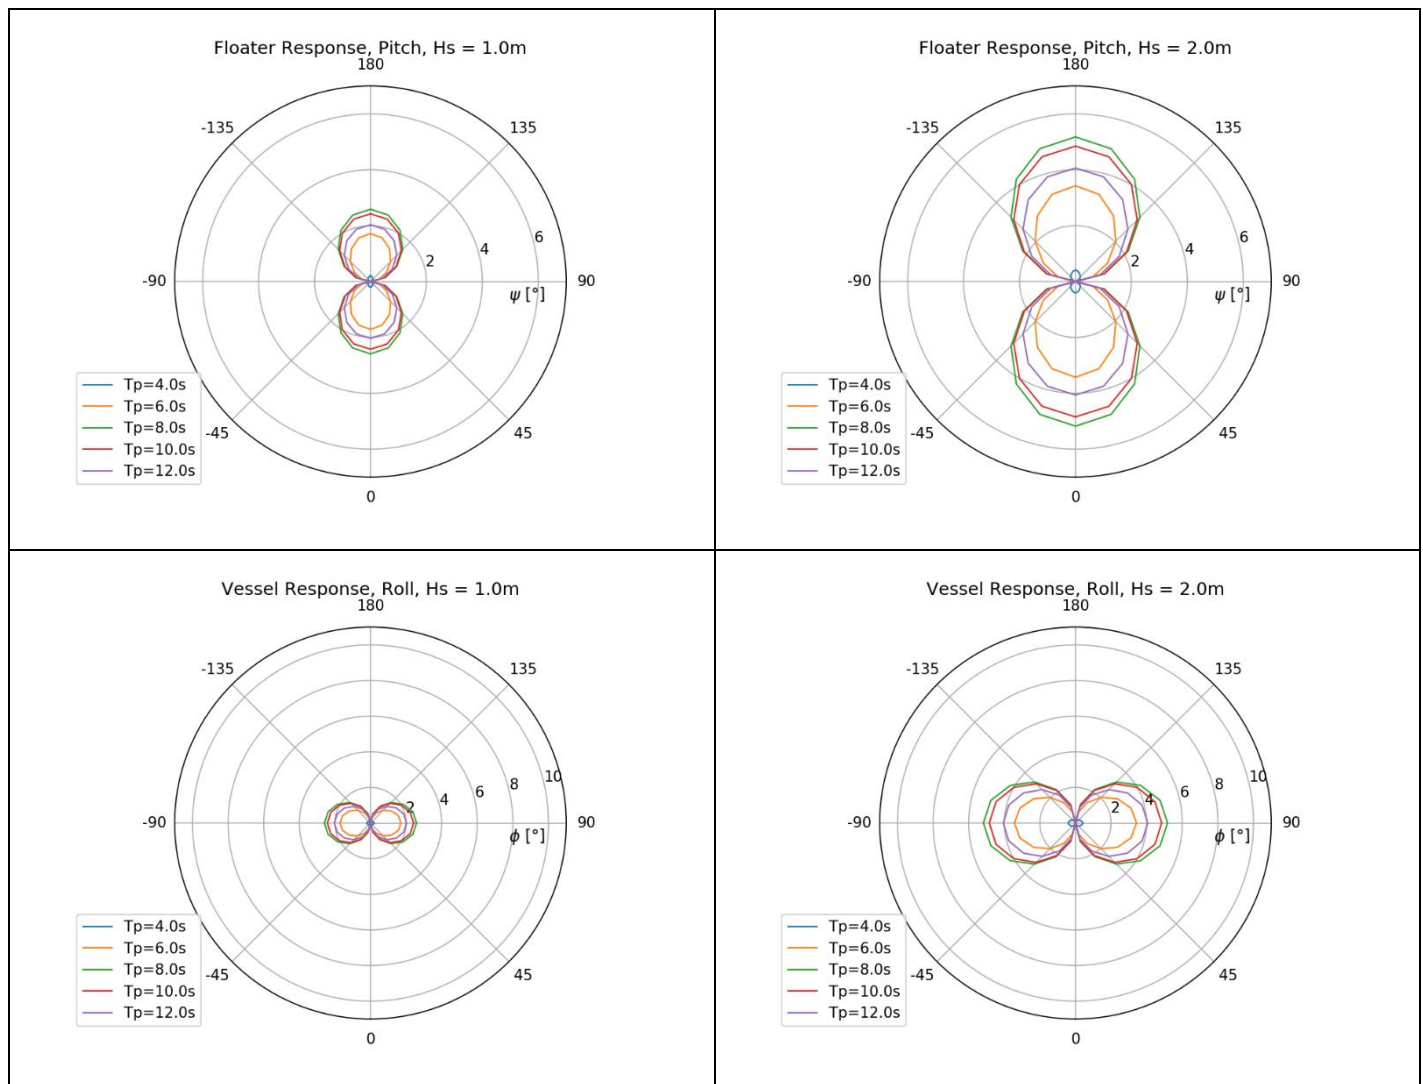 Floater Response, Pitch, Hs = 1.0m
180
-135
135
6
4
2
-90
90
ψ [°]
Tp=4.0s
Tp=6.0s
Tp=8.0s
Tp=10.0s
Tp=12.0s
-45
45
0
Floater Response, Pitch, Hs = 2.0m
180
-135
135
6
4
2
-90
90
ψ [°]
Tp=4.0s
Tp=6.0s
Tp=8.0s
Tp=10.0s
Tp=12.0s
-45
45
0
Vessel Response, Roll, Hs = 1.0m
180
-135
135
10
8
6
4
2
-90
90
ϕ [°]
Tp=4.0s
Tp=6.0s
Tp=8.0s
Tp=10.0s
Tp=12.0s
-45
45
0
Vessel Response, Roll, Hs = 2.0m
180
-135
135
10
8
6
4
2
-90
90
ϕ [°]
Tp=4.0s
Tp=6.0s
Tp=8.0s
Tp=10.0s
Tp=12.0s
-45
45
0